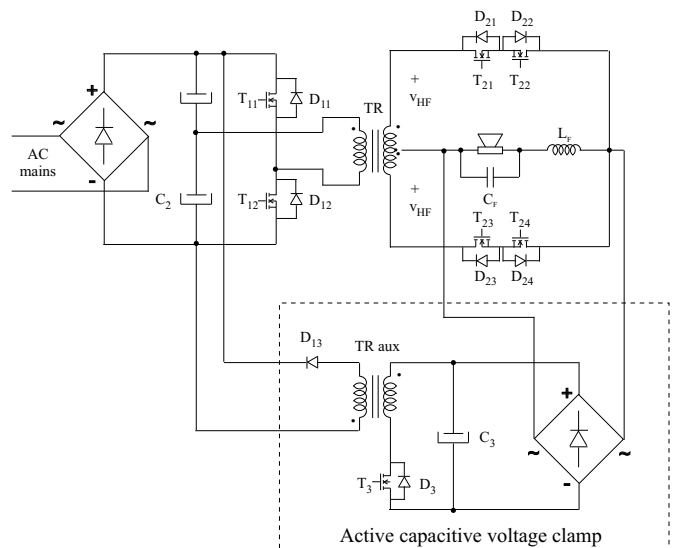 D21 D22
T21 T22
+
vHF
TR
+
T11
D11
~
~
AC
mains
-
C2
T12
D12
LF
CF
+
vHF
T23 T24
D23 D24
D13
TR aux
+
C3
~
~
T3
D3
-
Active capacitive voltage clamp